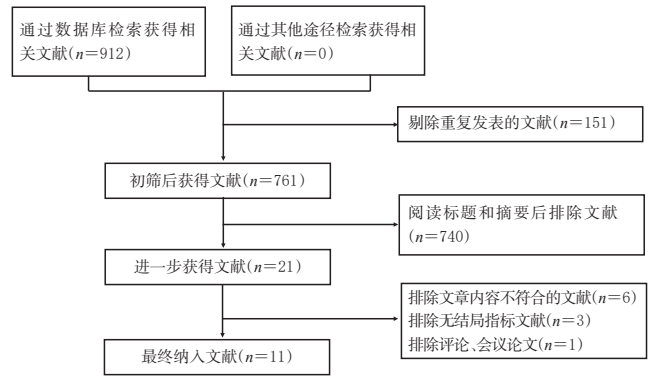 通过数据库检索获得相
关文献(n=912)
通过其他途径检索获得相
关文献(n=0)
剔除重复发表的文献(n=151)
初筛后获得文献(n=761)
阅读标题和摘要后排除文献
(n=740)
进一步获得文献(n=21)
排除文章内容不符合的文献(n=6)
排除无结局指标文献(n=3)
排除评论、会议论文(n=1)
最终纳入文献(n=11)